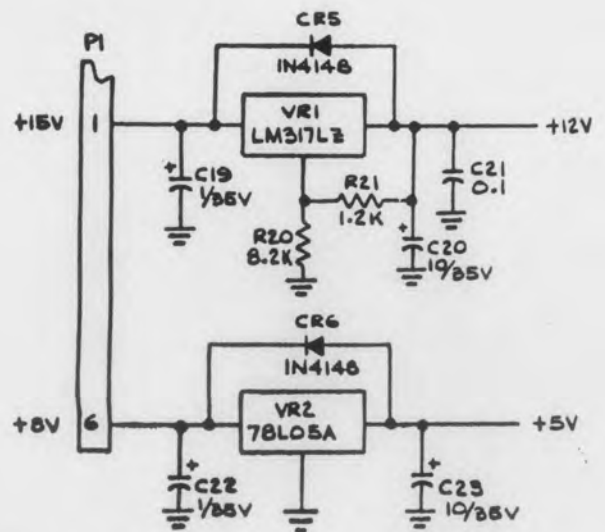 CR5
P1
1N4148
+15V
1
VR1
LM317LZ
+12V
+
C19
1/35V
R21
1.2K
C21
0.1
R20
8.2K
+
C20
10/35V
CR6
1N4148
+8V
6
VR2
78L05A
+5V
+
C22
1/35V
+
C23
10/35V